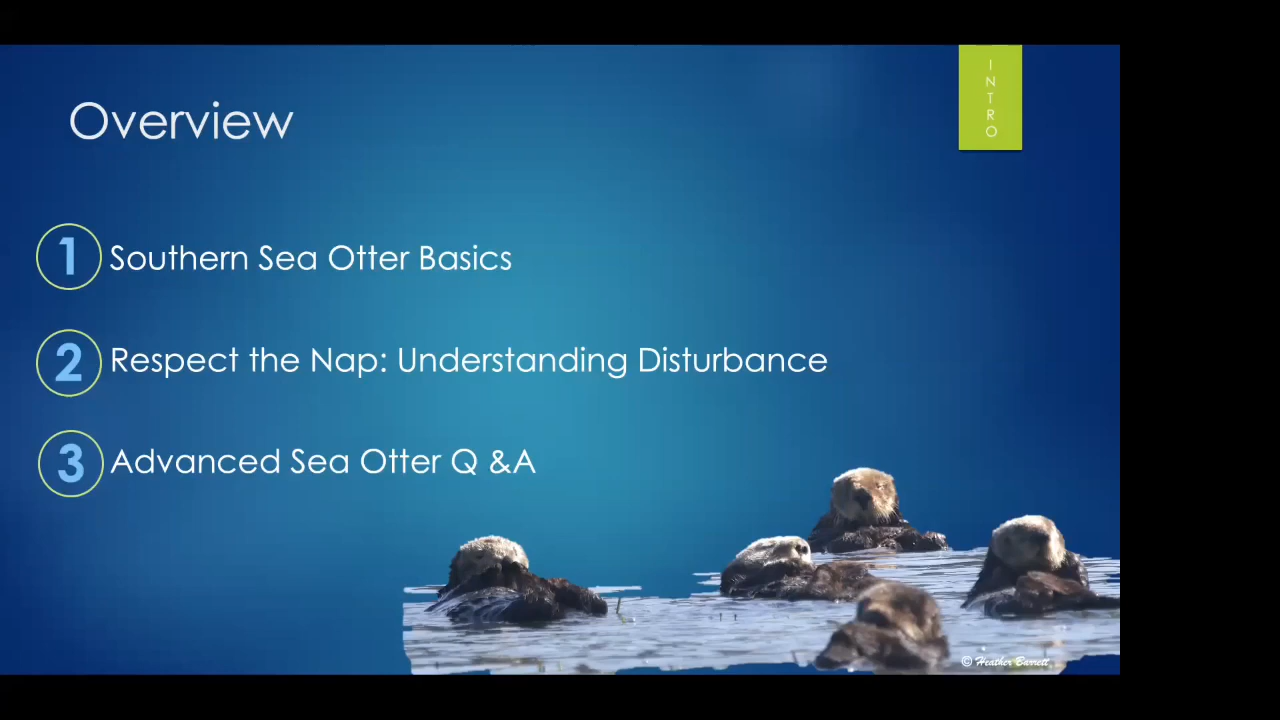 INTRO
Overview
1 Southern Sea Otter Basics
2 Respect the Nap: Understanding Disturbance
3 Advanced Sea Otter Q &A
© Heather Barrett